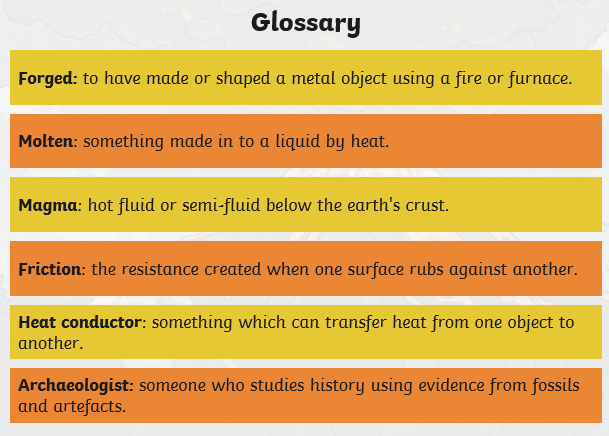 Glossary
Forged: to have made or shaped a metal object using a fire or furnace.
Molten: something made in to a liquid by heat.
Magma: hot fluid or semi-fluid below the earth's crust.
Friction: the resistance created when one surface rubs against another.
Heat conductor: something which can transfer heat from one object to
another.
Archaeologist: someone who studies history using evidence from fossils
and artefacts.